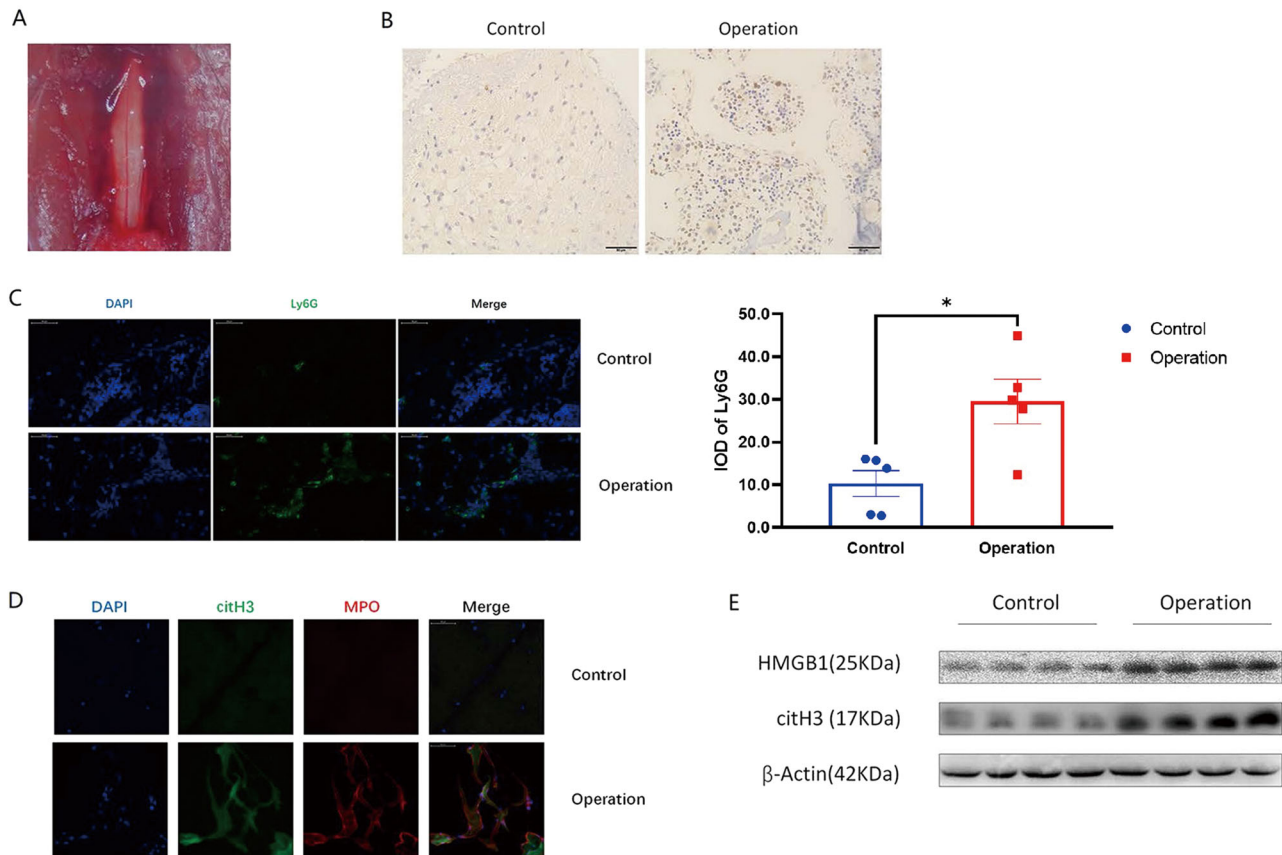 A
B
Control Operation
C
DAPI Ly6G Merge
Control
Operation
IOD of Ly6G
50.0
40.0
30.0
20.0
10.0
0.0
*
Control Operation
Control
Operation
D
DAPI citH3 MPO Merge
Control
Operation
E
Control Operation
HMGB1(25KDa)
citH3 (17KDa)
β-Actin(42KDa)